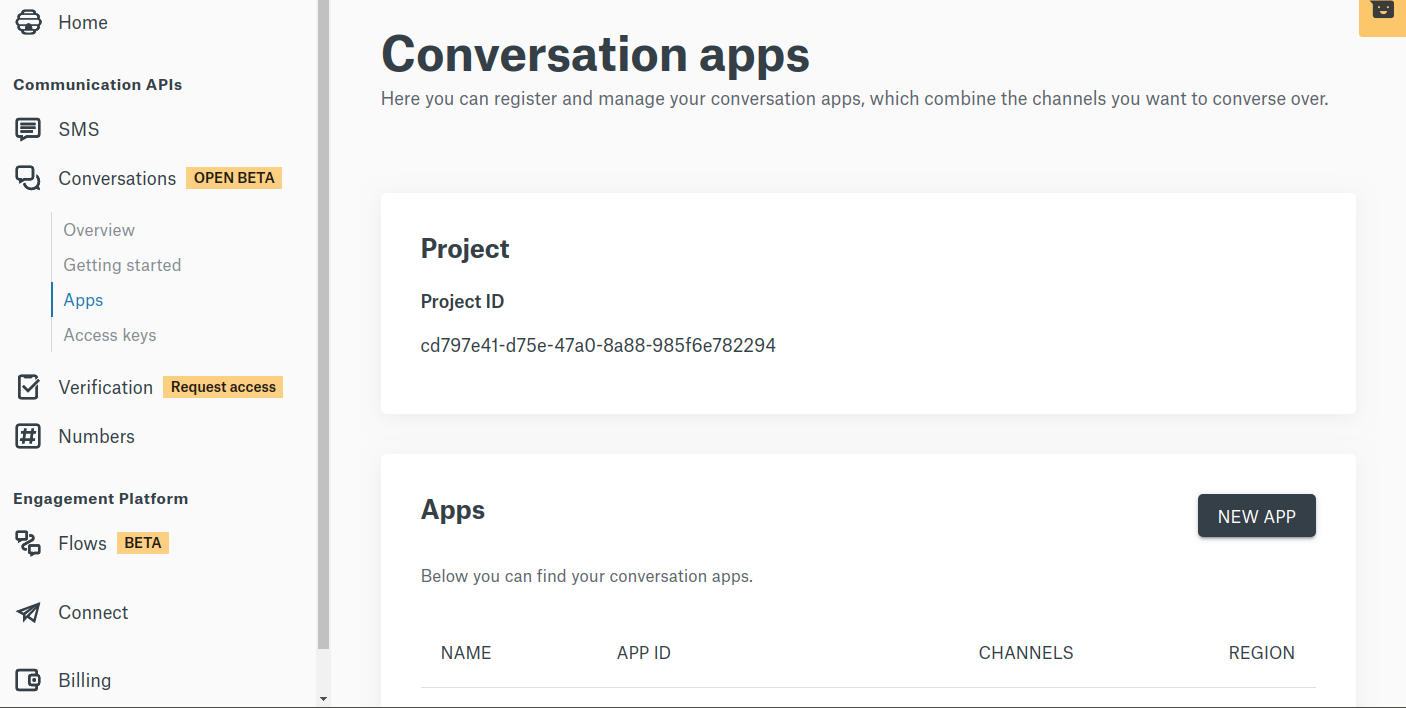 Home
Communication APIs
SMS
Conversations OPEN BETA
Overview
Getting started
Apps
Access keys
Verification Request access
Numbers
Engagement Platform
Flows BETA
Connect
Billing
Conversation apps
Here you can register and manage your conversation apps, which combine the channels you want to converse over.
Project
Project ID
cd797e41-d75e-47a0-8a88-985f6e782294
Apps
NEW APP
Below you can find your conversation apps.
NAME APP ID CHANNELS REGION